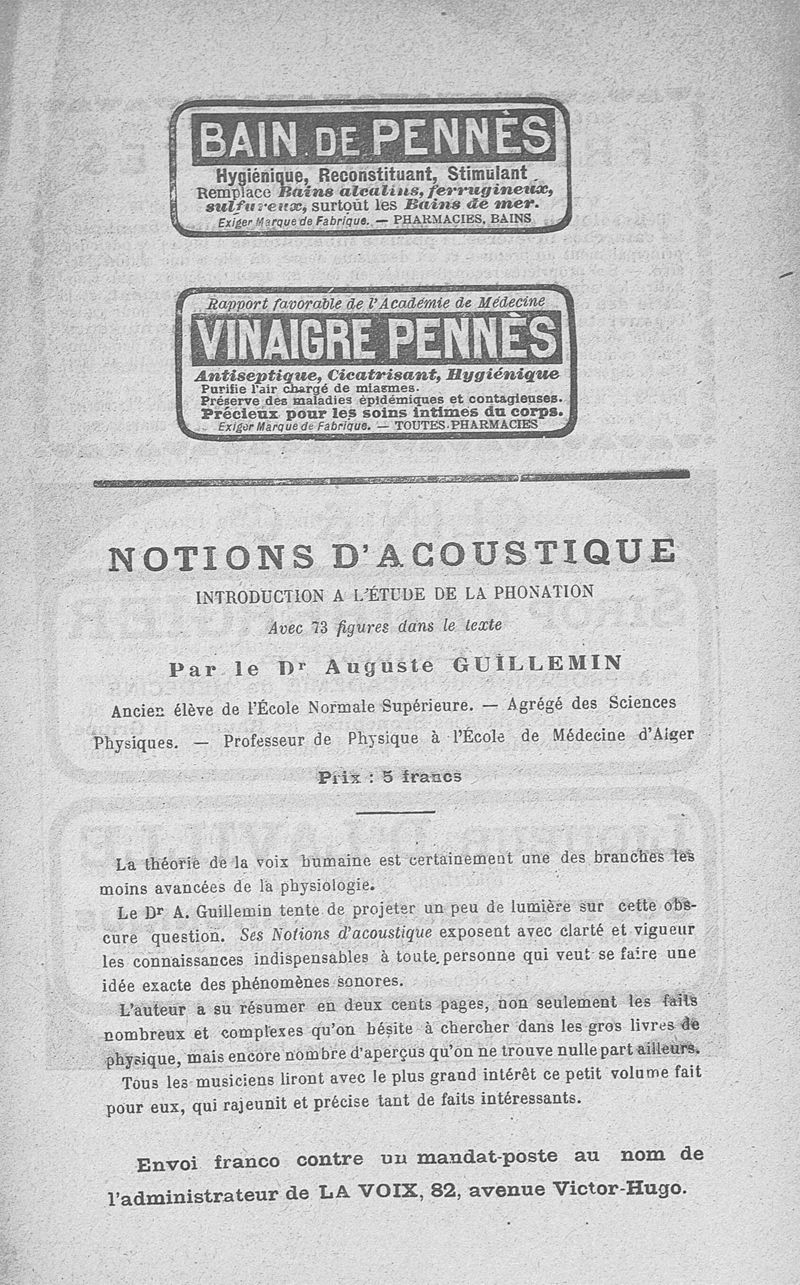 BAIN DE PENNÈS
Hygiénique, Reconstituant, Stimulant
Remplace Bains alcalins, ferrugineux,
sulfureux, surtout les Bains de mer.
Exiger Marque de Fabrique. — PHARMACIES, BAINS
Rapport favorable de l'Académie de Médecine
VINAIGRE PENNÈS
Antiseptique, Cicatrisant, Hygiénique
Purifie l'air chargé de miasmes.
Préserve des maladies épidémiques et contagieuses.
Précieux pour les soins intimes du corps.
Exiger Marque de Fabrique. — TOUTES PHARMACIES
NOTIONS D'ACOUSTIQUE
INTRODUCTION A L'ÉTUDE DE LA PHONATION
Avec 73 figures dans le texte
Par le Dr Auguste GUILLEMIN
Ancien élève de l'École Normale Supérieure. — Agrégé des Sciences
Physiques. — Professeur de Physique à l'École de Médecine d'Alger
Prix : 5 francs
La théorie de la voix humaine est certainement une des branches les
moins avancées de la physiologie.
Le Dr A. Guillemin tente de projeter un peu de lumière sur cette obs-
cure question. Ses Notions d'acoustique exposent avec clarté et vigueur
les connaissances indispensables à toute personne qui veut se faire une
idée exacte des phénomènes sonores.
L'auteur a su résumer en deux cents pages, non seulement les faits
nombreux et complexes qu'on hésite à chercher dans les gros livres de
physique, mais encore nombre d'aperçus qu'on ne trouve nulle part ailleurs.
Tous les musiciens liront avec le plus grand intérêt ce petit volume fait
pour eux, qui rajeunit et précise tant de faits intéressants.
Envoi franco contre un mandat-poste au nom de
l'administrateur de LA VOIX, 82, avenue Victor-Hugo.